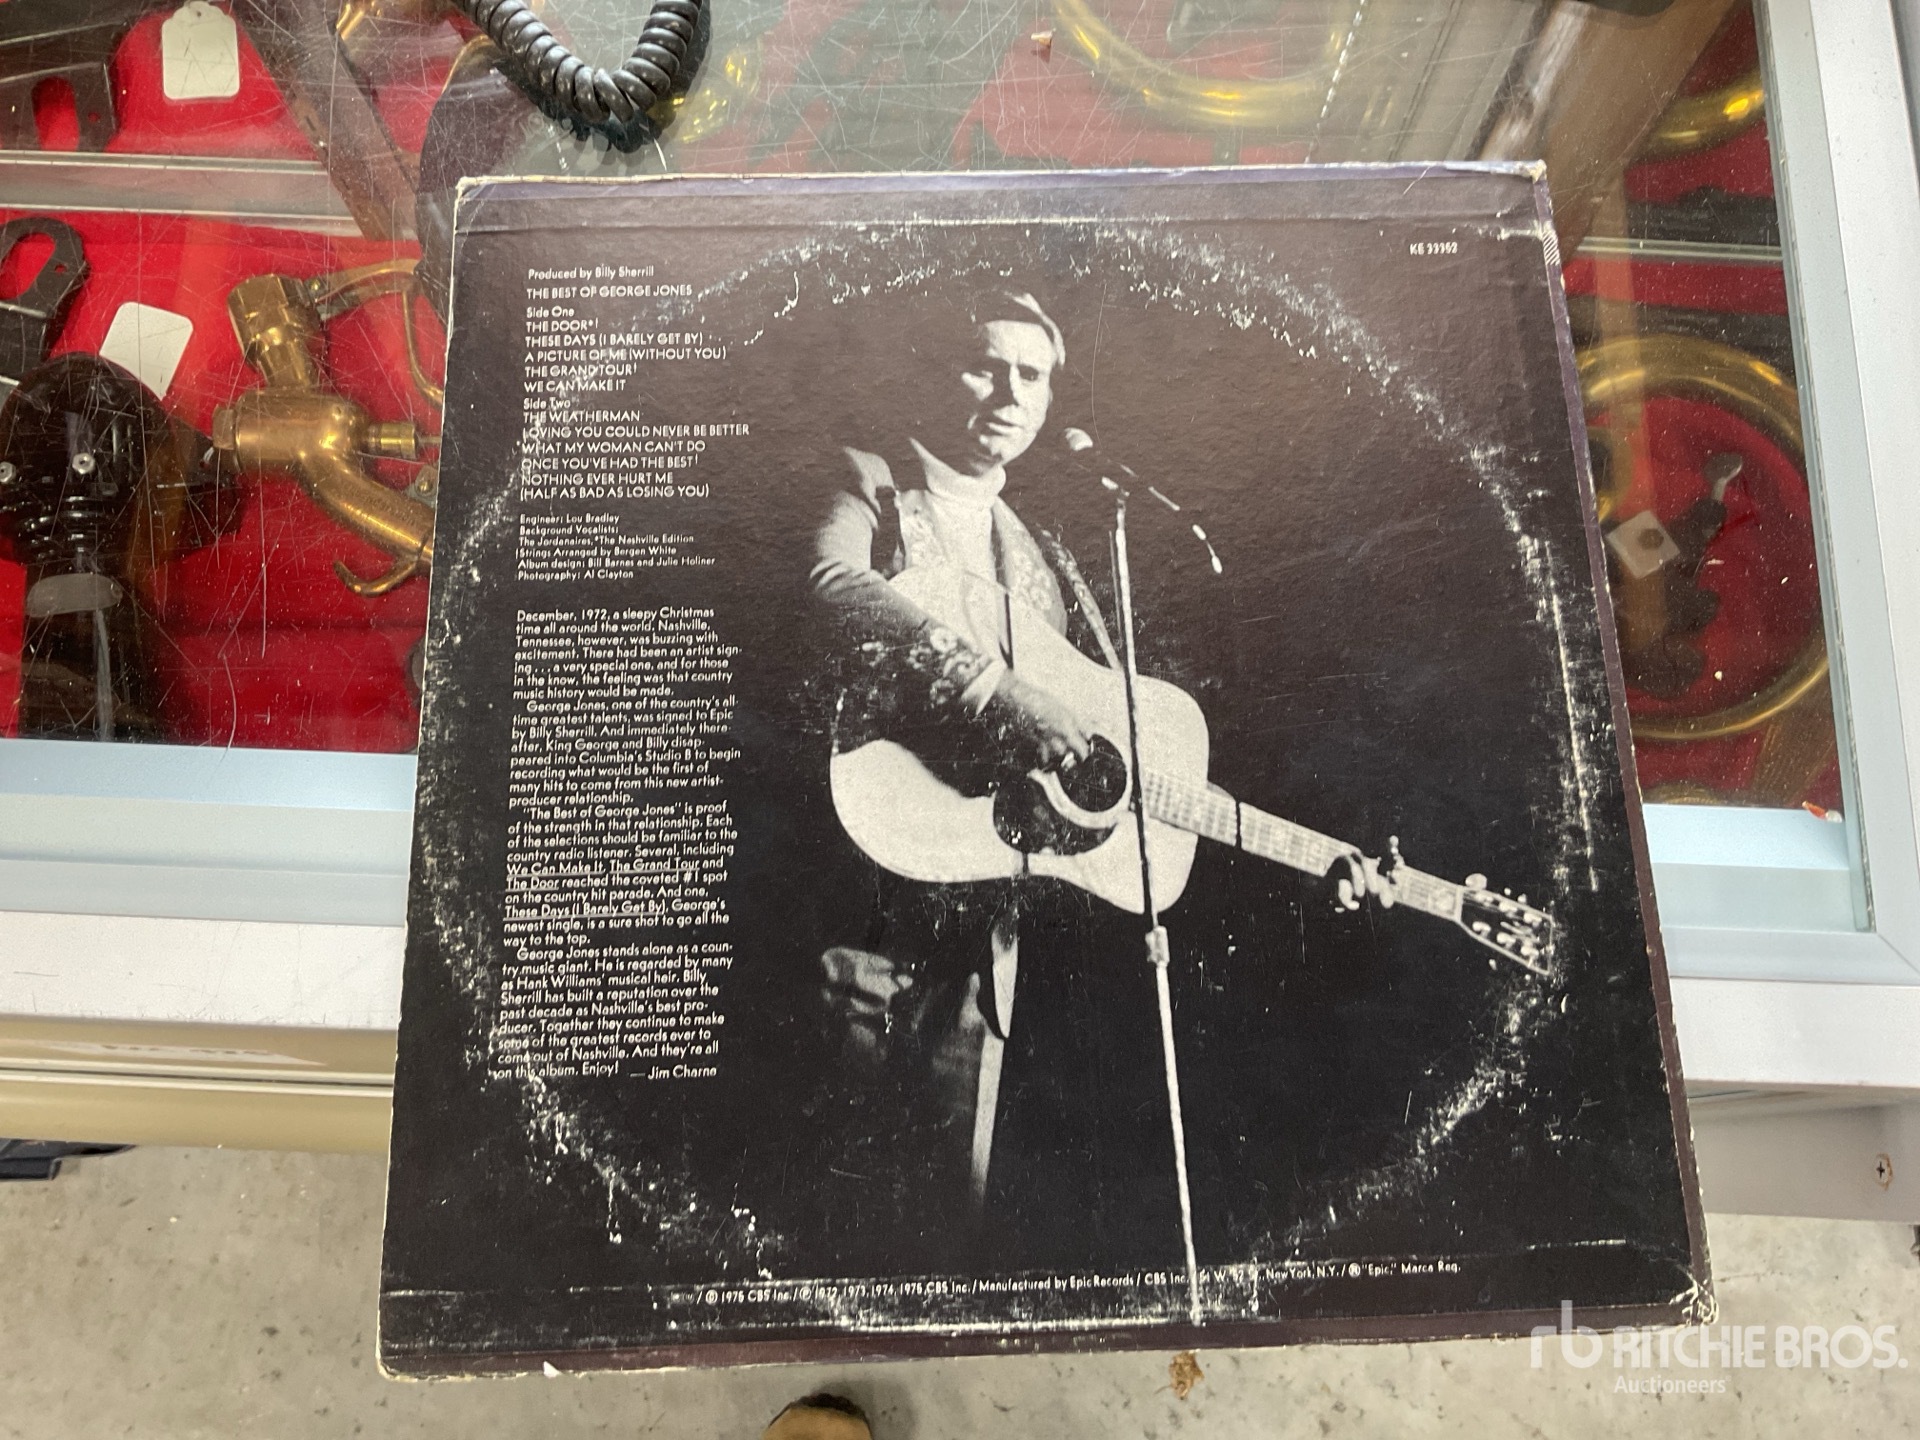 KE 33352
Produced by Billy Sherrill
THE BEST OF GEORGE JONES
Side One
THE DOOR*!
THESE DAYS (I BARELY GET BY)
A PICTURE OF ME (WITHOUT YOU)
THE GRAND TOUR!
WE CAN MAKE IT
Side Two
THE WEATHERMAN
LOVING YOU COULD NEVER BE BETTER
WHAT MY WOMAN CAN'T DO
ONCE YOU'VE HAD THE BEST!
NOTHING EVER HURT ME
(HALF AS BAD AS LOSING YOU)
Engineer: Lou Bradley
Background Vocalists:
The Jordanaires, *The Nashville Edition
!Strings Arranged by Bergen White
Album design: Bill Barnes and Julie Holiner
Photography: Al Clayton
December, 1972, a sleepy Christmas
time all around the world. Nashville,
Tennessee, however, was buzzing with
excitement. There had been an artist sign-
ing... a very special one, and for those
in the know, the feeling was that country
music history would be made.
George Jones, one of the country's all-
time greatest talents, was signed to Epic
by Billy Sherrill. And immediately there
after, King George and Billy disap-
peared into Columbia's Studio B to begin
recording what would be the first of
many hits to come from this new artist-
producer relationship.
"The Best of George Jones" is proof
of the strength in that relationship. Each
of the selections should be familiar to the
country radio listener. Several, including
We Can Make It, The Grand Tour and
The Door reached the coveted #1 spot
on the country hit parade. And one,
These Days (I Barely Get By), George's
newest single, is a sure shot to go all the
way to the top.
George Jones stands alone as a coun-
try music giant. He is regarded by many
as Hank Williams' musical heir. Billy
Sherrill has built a reputation over the
past decade as Nashville's best pro-
ducer. Together they continue to make
some of the greatest records ever to
come out of Nashville. And they're all
on this album. Enjoy! — Jim Charne
/ © 1975 CBS Inc. / ℗ 1972, 1973, 1974, 1975 CBS Inc. / Manufactured by Epic Records / CBS Inc. W. 52 New York, N.Y. / ® "Epic," Marca Reg.
rb RITCHIE BROS.
Auctioneers